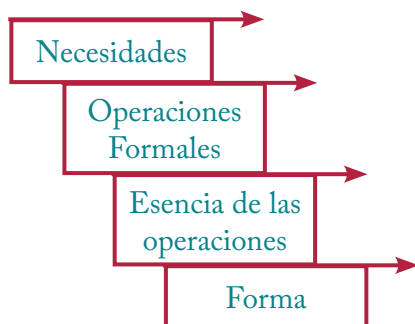 Necesidades
Operaciones
Formales
Esencia de las
operaciones
Forma